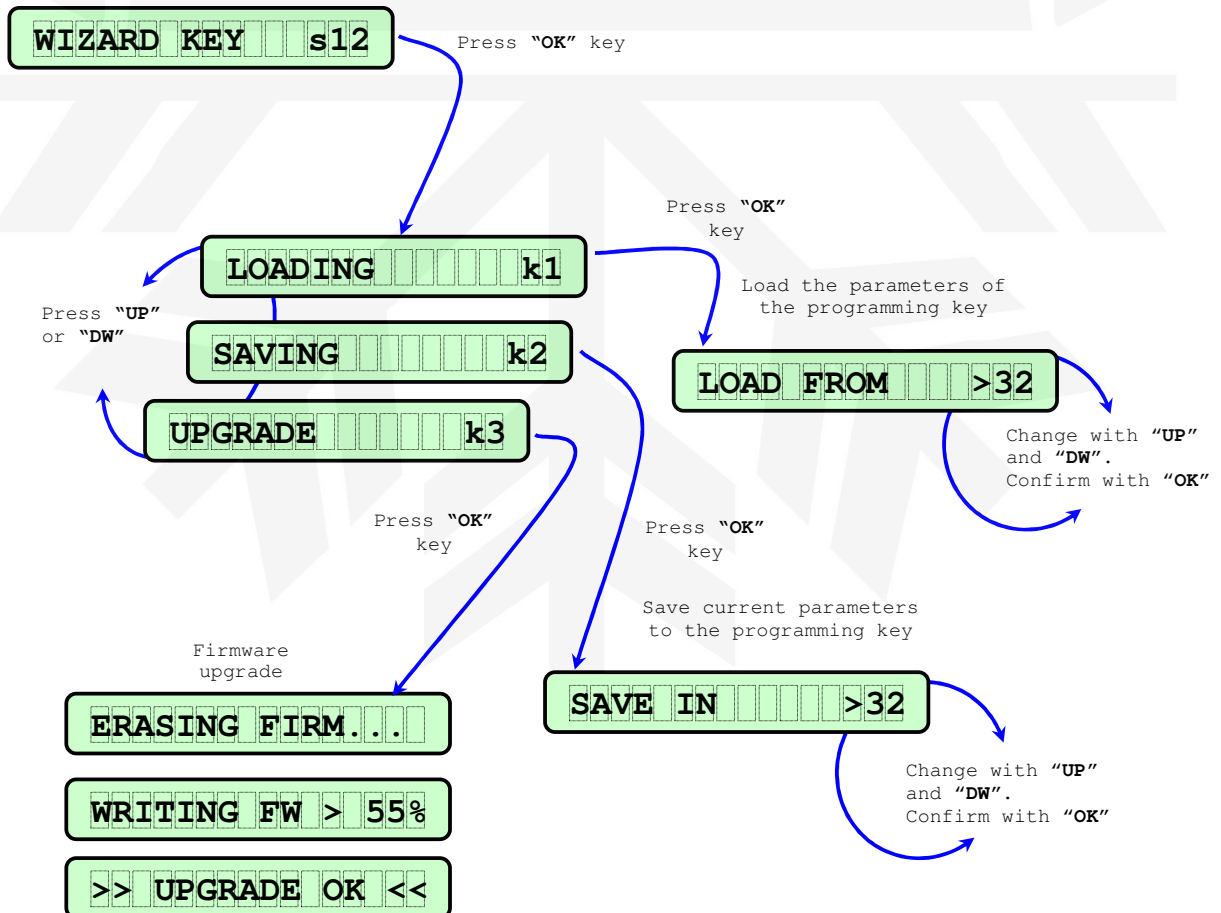 WIZARD KEY s12
Press “OK” key
Press “OK”
key
LOADING k1
Load the parameters of
the programming key
Press “UP”
or “DW”
SAVING k2
LOAD FROM >32
UPGRADE k3
Change with “UP”
and “DW”.
Confirm with “OK”
Press “OK”
key
Press “OK”
key
Save current parameters
to the programming key
Firmware
upgrade
SAVE IN >32
ERASING FIRM...
Change with “UP”
and “DW”.
Confirm with “OK”
WRITING FW > 55%
>> UPGRADE OK <<